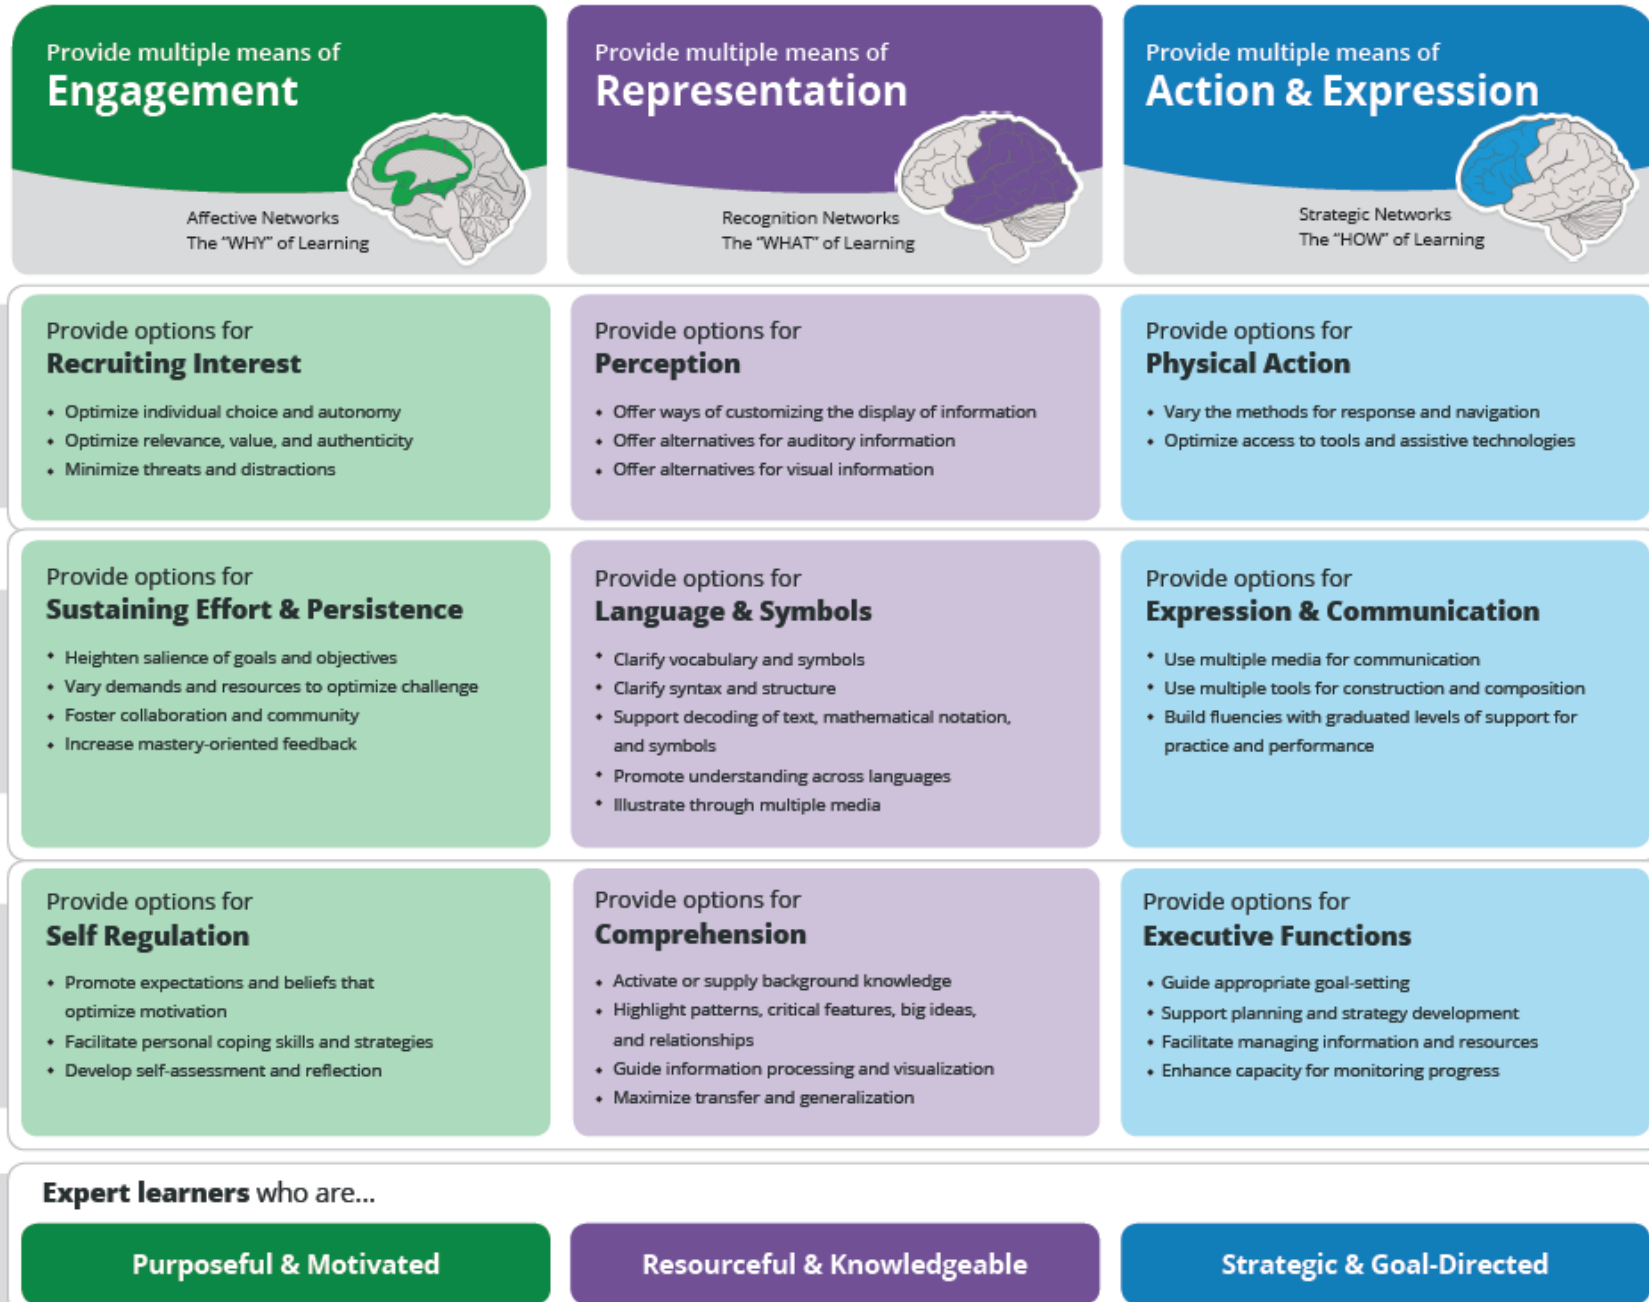 Provide multiple means of
Engagement
Affective Networks
The “WHY” of Learning
Provide multiple means of
Representation
Recognition Networks
The “WHAT” of Learning
Provide multiple means of
Action & Expression
Strategic Networks
The “HOW” of Learning
Provide options for
Recruiting Interest
• Optimize individual choice and autonomy
• Optimize relevance, value, and authenticity
• Minimize threats and distractions
Provide options for
Perception
• Offer ways of customizing the display of information
• Offer alternatives for auditory information
• Offer alternatives for visual information
Provide options for
Physical Action
• Vary the methods for response and navigation
• Optimize access to tools and assistive technologies
Provide options for
Sustaining Effort & Persistence
• Heighten salience of goals and objectives
• Vary demands and resources to optimize challenge
• Foster collaboration and community
• Increase mastery-oriented feedback
Provide options for
Language & Symbols
• Clarify vocabulary and symbols
• Clarify syntax and structure
• Support decoding of text, mathematical notation,
and symbols
• Promote understanding across languages
• Illustrate through multiple media
Provide options for
Expression & Communication
• Use multiple media for communication
• Use multiple tools for construction and composition
• Build fluencies with graduated levels of support for
practice and performance
Provide options for
Self Regulation
• Promote expectations and beliefs that
optimize motivation
• Facilitate personal coping skills and strategies
• Develop self-assessment and reflection
Provide options for
Comprehension
• Activate or supply background knowledge
• Highlight patterns, critical features, big ideas,
and relationships
• Guide information processing and visualization
• Maximize transfer and generalization
Provide options for
Executive Functions
• Guide appropriate goal-setting
• Support planning and strategy development
• Facilitate managing information and resources
• Enhance capacity for monitoring progress
Expert learners who are...
Purposeful & Motivated
Resourceful & Knowledgeable
Strategic & Goal-Directed